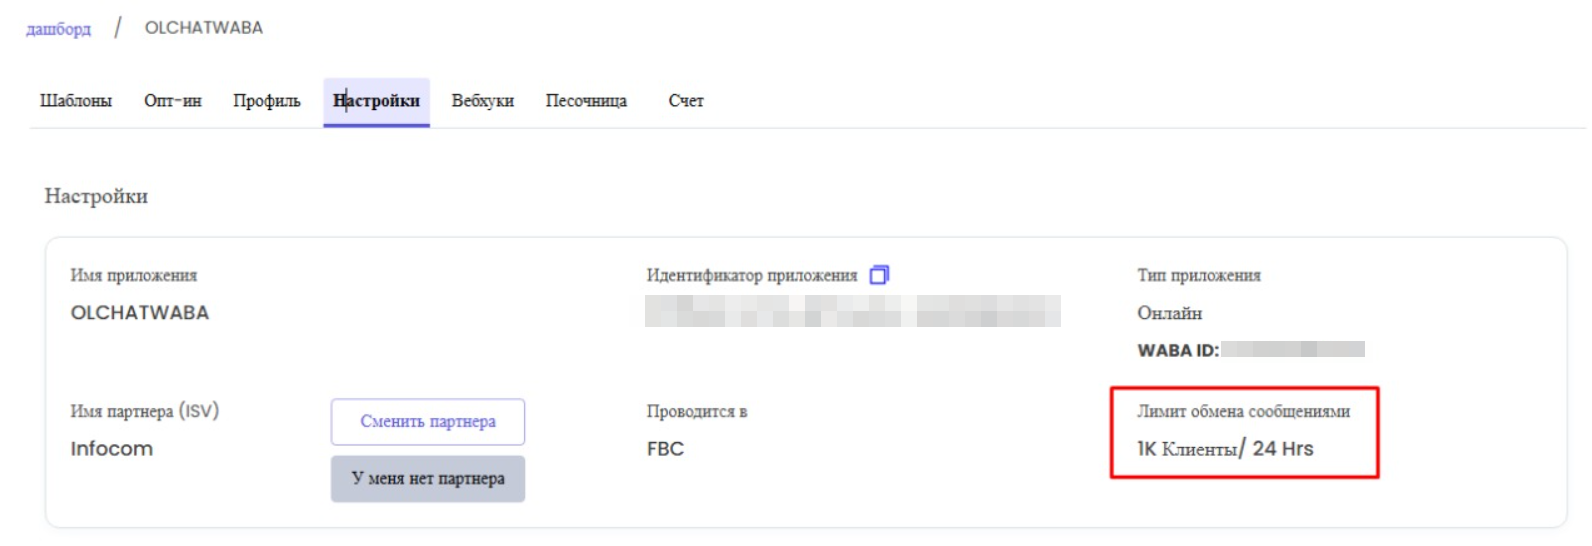 дашборд / OLCHATWABA
Шаблоны Опт-ин Профиль Настройки Вебхуки Песочница Счет
Настройки
Имя приложения Идентификатор приложения Тип приложения
OLCHATWABA Онлайн
WABA ID:
Имя партнера (ISV) Сменить партнера Проводится в Лимит обмена сообщениями
Infocom FBC 1K Клиенты/ 24 Hrs
У меня нет партнера